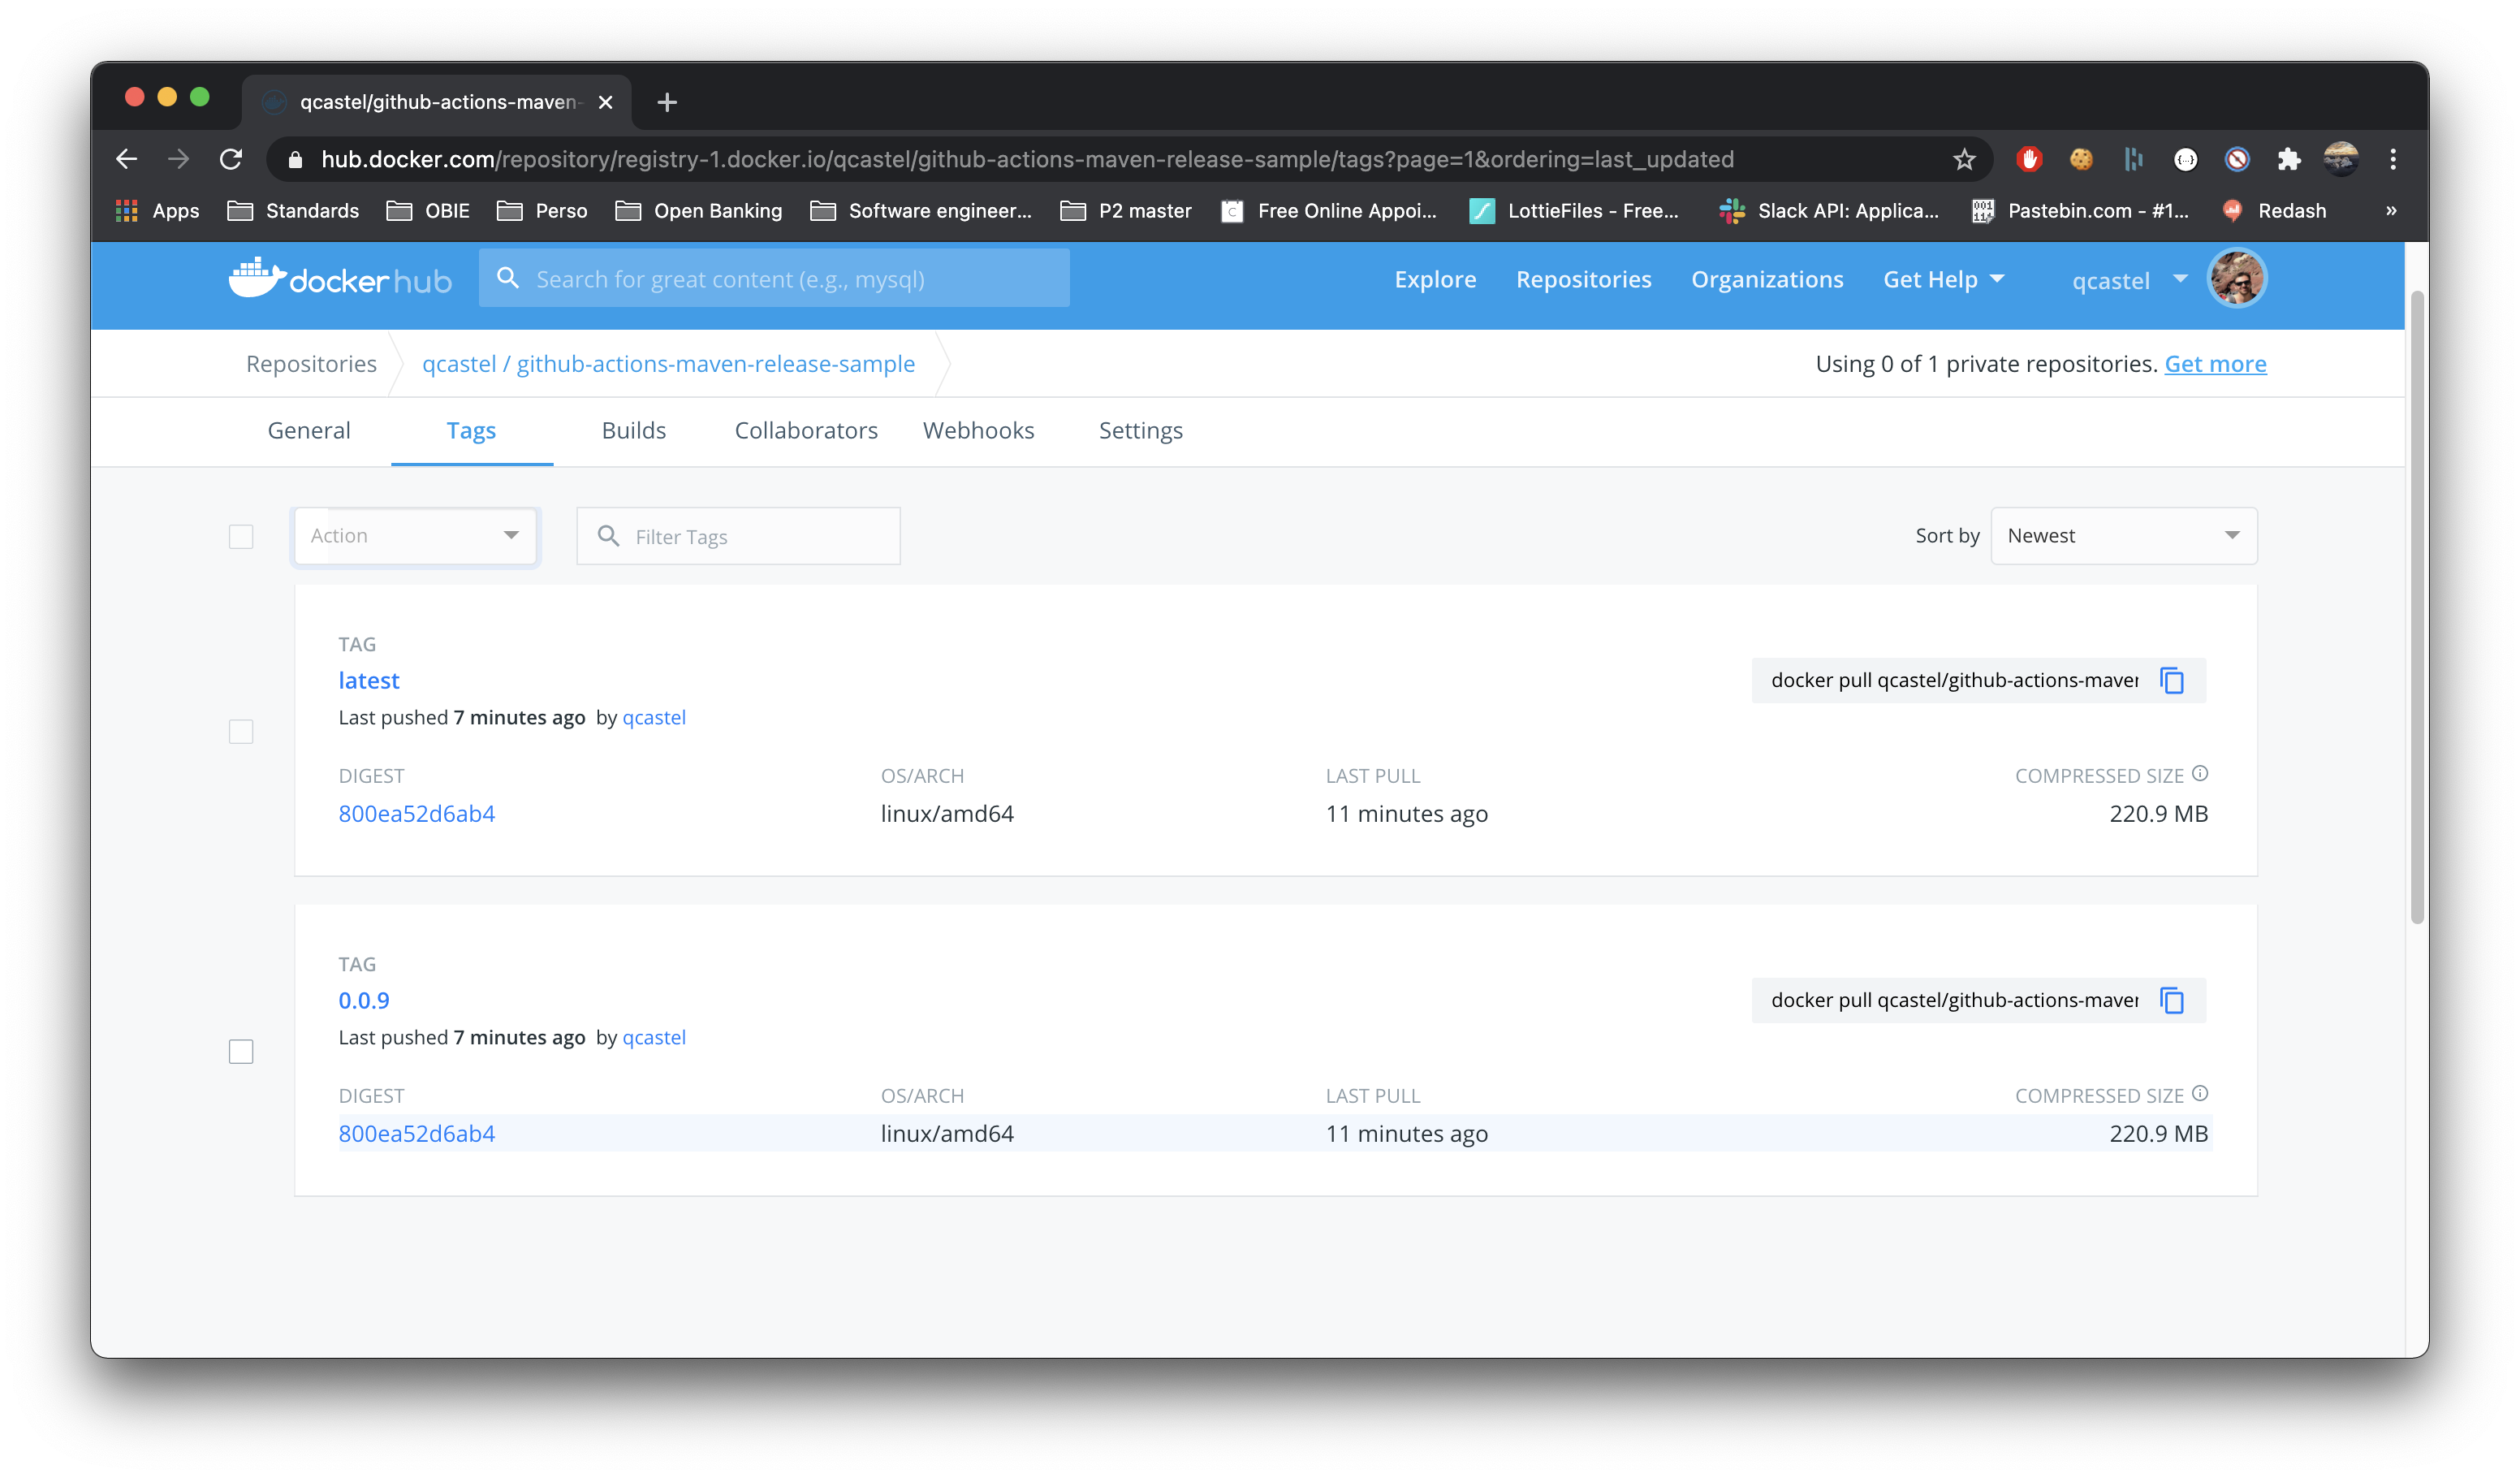 qcastel/github-actions-maven-
hub.docker.com/repository/registry-1.docker.io/qcastel/github-actions-maven-release-sample/tags?page=1&ordering=last_updated
Apps Standards OBIE Perso Open Banking Software engineer... P2 master Free Online Appoi... LottieFiles - Free... Slack API: Applica... Pastebin.com - #1... Redash »
docker hub Search for great content (e.g., mysql) Explore Repositories Organizations Get Help qcastel
Repositories qcastel / github-actions-maven-release-sample Using 0 of 1 private repositories. Get more
General Tags Builds Collaborators Webhooks Settings
Action Filter Tags Sort by Newest
TAG
latest docker pull qcastel/github-actions-maven
Last pushed 7 minutes ago by qcastel
DIGEST OS/ARCH LAST PULL COMPRESSED SIZE
800ea52d6ab4 linux/amd64 11 minutes ago 220.9 MB
TAG
0.0.9 docker pull qcastel/github-actions-maven
Last pushed 7 minutes ago by qcastel
DIGEST OS/ARCH LAST PULL COMPRESSED SIZE
800ea52d6ab4 linux/amd64 11 minutes ago 220.9 MB